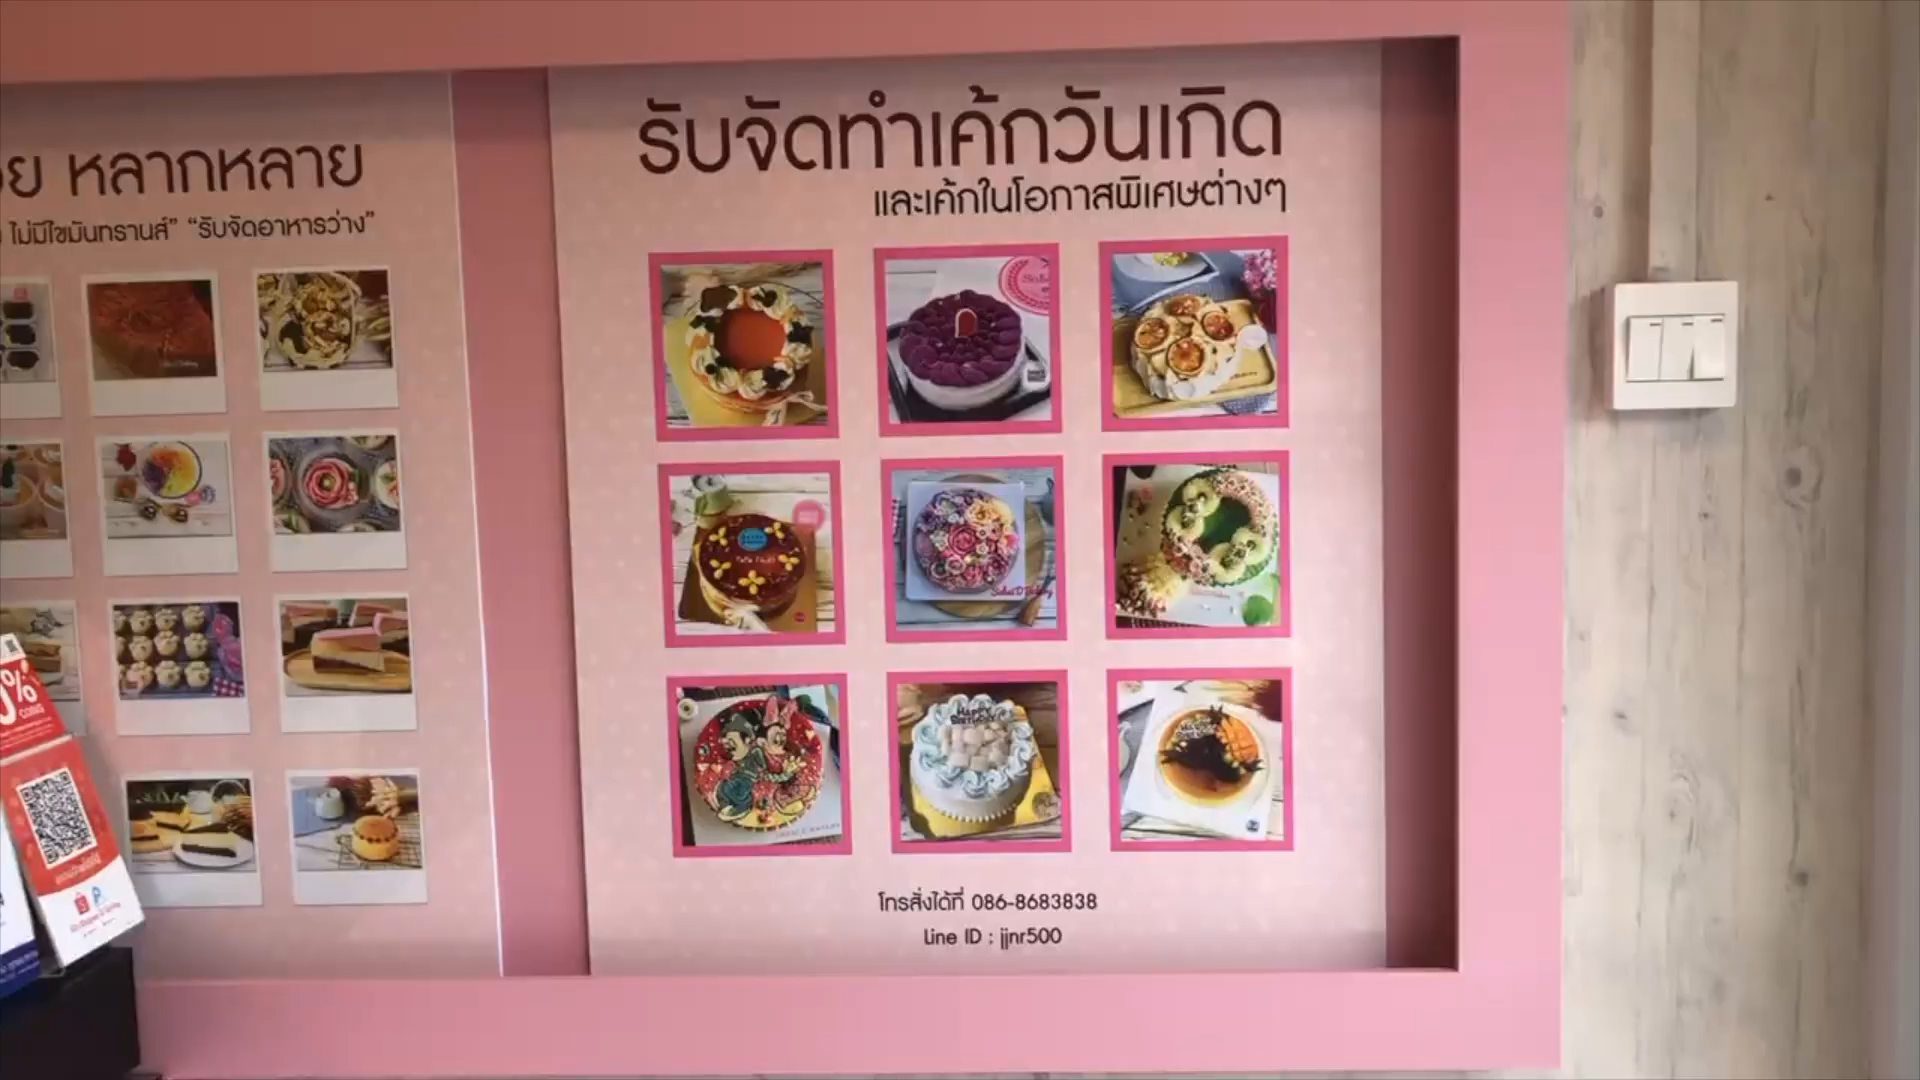 หลากหลาย
ไม่มีไขมันทรานส์” “รับจัดอาหารว่าง”
รับจัดทำเค้กวันเกิด
และเค้กในโอกาสพิเศษต่างๆ
HAPPY
BIRTHDAY
โทรสั่งได้ที่ 086-8683838
Line ID : jjnr500
%
COINS